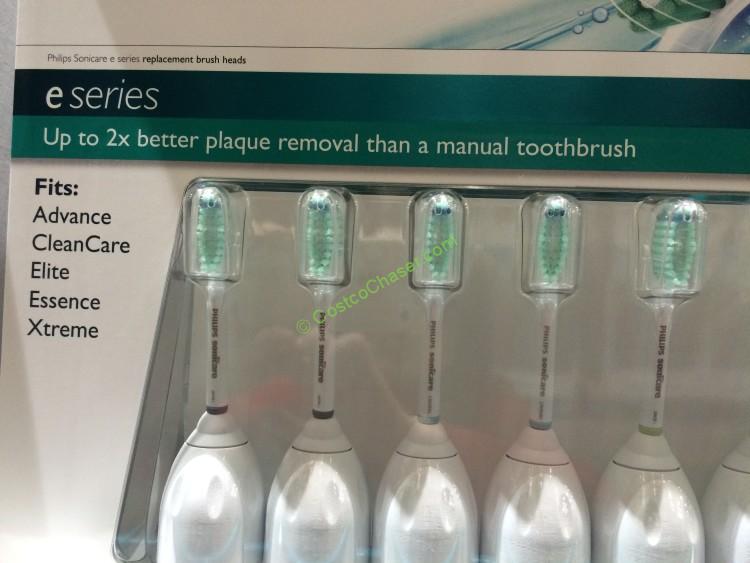 Philips Sonicare e series replacement brush heads
e series
Up to 2x better plaque removal than a manual toothbrush
Fits:
Advance
CleanCare
Elite
Essence
Xtreme
© CostcoChaser.com
PHILIPS sonicare
PHILIPS sonicare
PHILIPS sonicare
PHILIPS sonicare
PHILIPS sonicare